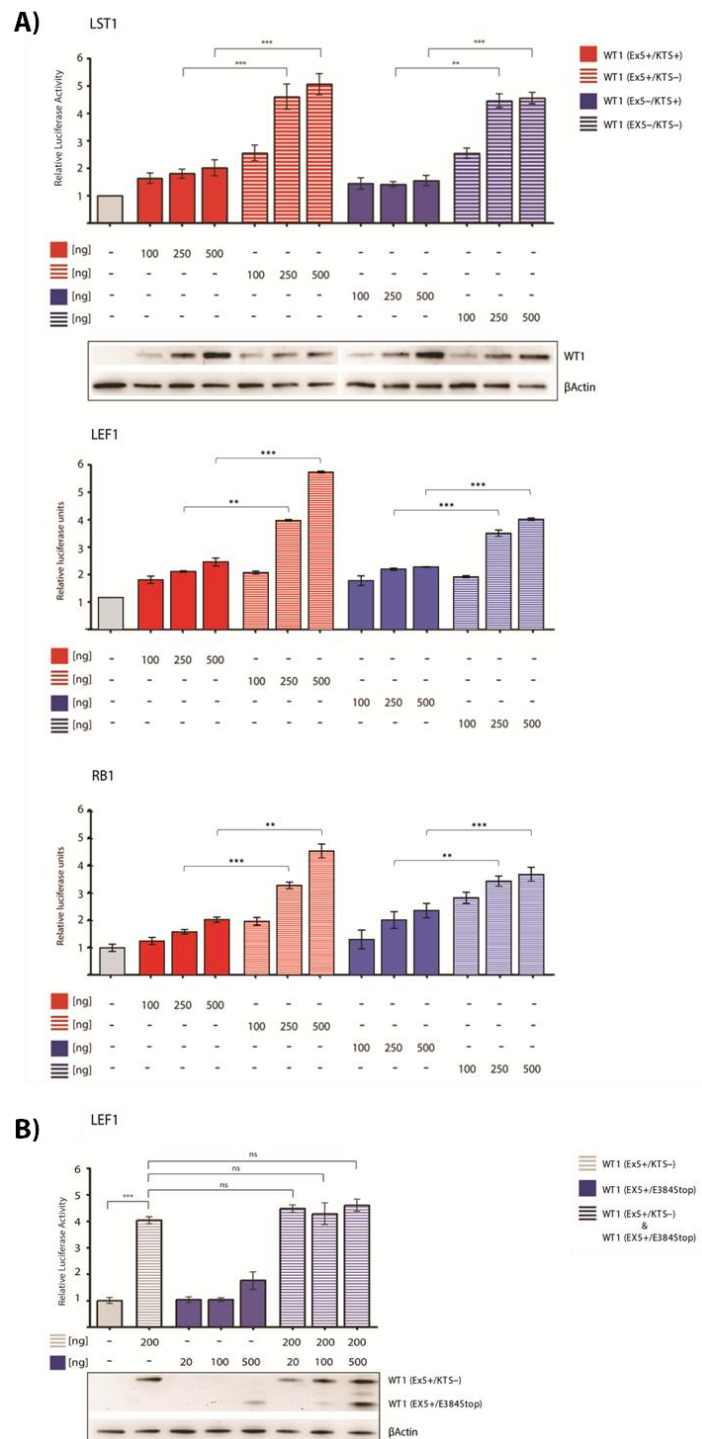 A)
LST1
*** ***
*** **
WT1 (Ex5+/KTS+)
WT1 (Ex5+/KTS−)
WT1 (Ex5−/KTS+)
WT1 (EX5−/KTS−)
Relative Luciferase Activity
6
5
4
3
2
1
[ng] – 100 250 500 – – – – – – – – –
[ng] – – – – 100 250 500 – – – – – –
[ng] – – – – – – – 100 250 500 – – –
[ng] – – – – – – – – – – 100 250 500
WT1
βActin
LEF1
*** ***
** ***
Relative luciferase units
6
5
4
3
2
1
[ng] – 100 250 500 – – – – – – – – –
[ng] – – – – 100 250 500 – – – – – –
[ng] – – – – – – – 100 250 500 – – –
[ng] – – – – – – – – – – 100 250 500
RB1
** ***
*** **
Relative luciferase units
6
5
4
3
2
1
[ng] – 100 250 500 – – – – – – – – –
[ng] – – – – 100 250 500 – – – – – –
[ng] – – – – – – – 100 250 500 – – –
[ng] – – – – – – – – – – 100 250 500
B)
LEF1
ns
ns
*** ns
WT1 (Ex5+/KTS−)
WT1 (EX5+/E384Stop)
WT1 (Ex5+/KTS−)
&
WT1 (EX5+/E384Stop)
Relative Luciferase Activity
6
5
4
3
2
1
[ng] – 200 – – – 200 200 200
[ng] – – 20 100 500 20 100 500
WT1 (Ex5+/KTS−)
WT1 (EX5+/E384Stop)
βActin